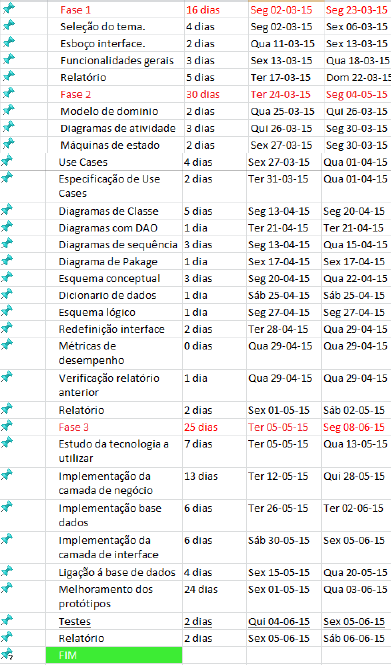 Fase 1 16 dias Seg 02-03-15 Seg 23-03-15
Seleção do tema. 4 dias Seg 02-03-15 Sex 06-03-15
Esboço interface. 2 dias Qua 11-03-15 Sex 13-03-15
Funcionalidades gerais 3 dias Sex 13-03-15 Qua 18-03-15
Relatório 5 dias Ter 17-03-15 Dom 22-03-15
Fase 2 30 dias Ter 24-03-15 Seg 04-05-15
Modelo de dominio 2 dias Qua 25-03-15 Qui 26-03-15
Diagramas de atividade 3 dias Qui 26-03-15 Seg 30-03-15
Máquinas de estado 2 dias Sex 27-03-15 Seg 30-03-15
Use Cases 4 dias Sex 27-03-15 Qua 01-04-15
Especificação de Use 2 dias Ter 31-03-15 Qua 01-04-15
Cases
Diagramas de Classe 5 dias Seg 13-04-15 Seg 20-04-15
Diagramas com DAO 1 dia Ter 21-04-15 Ter 21-04-15
Diagramas de sequência 3 dias Seg 13-04-15 Qua 15-04-15
Diagrama de Pakage 1 dia Sex 17-04-15 Sex 17-04-15
Esquema conceptual 3 dias Seg 20-04-15 Qua 22-04-15
Dicionario de dados 1 dia Sáb 25-04-15 Sáb 25-04-15
Esquema lógico 1 dia Seg 27-04-15 Seg 27-04-15
Redefinição interface 2 dias Ter 28-04-15 Qua 29-04-15
Métricas de 0 dias Qua 29-04-15 Qua 29-04-15
desempenho
Verificação relatório 1 dia Qua 29-04-15 Qua 29-04-15
anterior
Relatório 2 dias Sex 01-05-15 Sáb 02-05-15
Fase 3 25 dias Ter 05-05-15 Seg 08-06-15
Estudo da tecnologia a 7 dias Ter 05-05-15 Qua 13-05-15
utilizar
Implementação da 13 dias Ter 12-05-15 Qui 28-05-15
camada de negócio
Implementação base 6 dias Ter 26-05-15 Ter 02-06-15
dados
Implementação da 6 dias Sáb 30-05-15 Sex 05-06-15
camada de interface
Ligação á base de dados 4 dias Sex 15-05-15 Qua 20-05-15
Melhoramento dos 24 dias Sex 01-05-15 Qua 03-06-15
protótipos
Testes 2 dias Qui 04-06-15 Sex 05-06-15
Relatório 2 dias Sex 05-06-15 Sáb 06-06-15
FIM